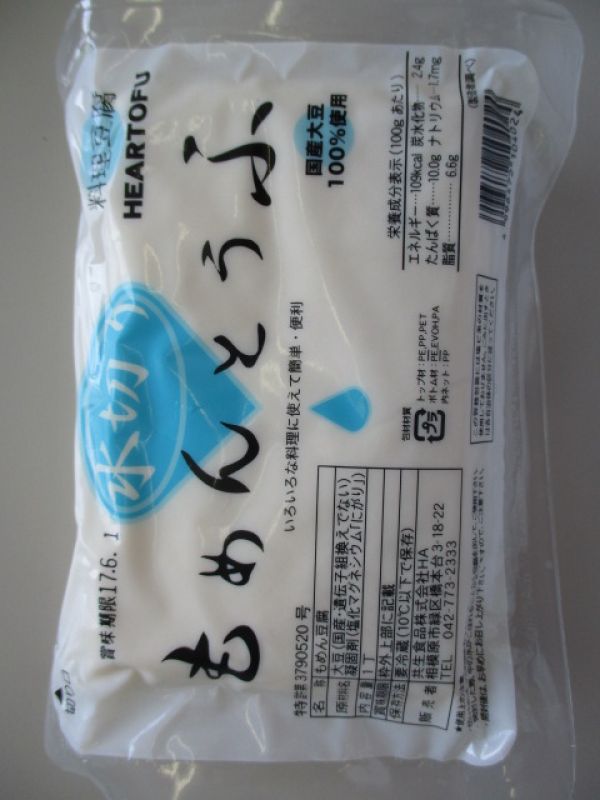 切り口
賞味期限17.6.1
水切り
料理豆腐
HEARTOFU
もめんとうふ
国産大豆
100%使用
いろいろな料理に使えて簡単・便利
特許第3790520号
名称 もめん豆腐
原材料名 大豆(国産・遺伝子組換えでない)
凝固剤(塩化マグネシウム「にがり」)
内容量 1丁
賞味期限 枠外上部に記載
保存方法 要冷蔵(10℃以下で保存)
販売者 共生食品株式会社HA
相模原市緑区橋本台3-18-22
TEL 042-773-2333
包材材質
プラ
トップ材:PE,PP,PET
ボトム材:PE,EVOH,PA
内ネット:PP
栄養成分表示(100gあたり)
エネルギー…109kcal 炭水化物…2.4g
たんぱく質……10.0g ナトリウム…1.7mg
脂質…………6.6g